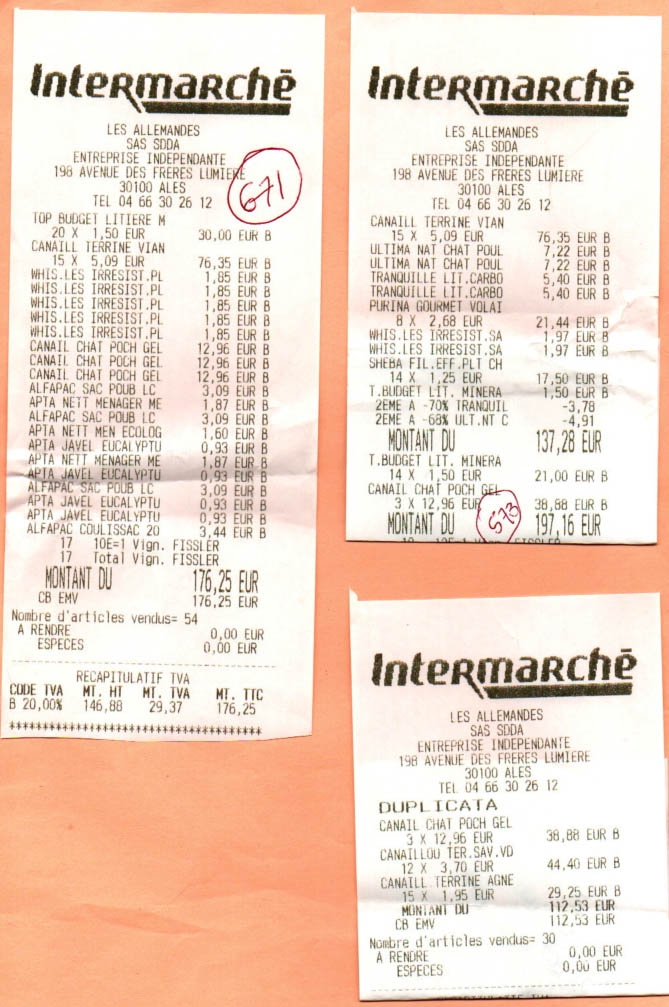 Intermarchē
LES ALLEMANDES
SAS SDDA
ENTREPRISE INDEPENDANTE
198 AVENUE DES FRERES LUMIERE
30100 ALES
TEL 04 66 30 26 12
671
TOP BUDGET LITIERE M
20 X 1,50 EUR 30,00 EUR B
CANAILL TERRINE VIAN
15 X 5,09 EUR 76,35 EUR B
WHIS.LES IRRESIST.PL 1,85 EUR B
WHIS.LES IRRESIST.PL 1,85 EUR B
WHIS.LES IRRESIST.PL 1,85 EUR B
WHIS.LES IRRESIST.PL 1,85 EUR B
WHIS.LES IRRESIST.PL 1,85 EUR B
CANAIL CHAT POCH GEL 12,96 EUR B
CANAIL CHAT POCH GEL 12,96 EUR B
CANAIL CHAT POCH GEL 12,96 EUR B
ALFAPAC SAC POUB LC 3,09 EUR B
APTA NETT MENAGER ME 1,87 EUR B
ALFAPAC SAC POUB LC 3,09 EUR B
APTA NETT MEN ECOLOG 1,60 EUR B
APTA JAVEL EUCALYPTU 0,93 EUR B
APTA NETT MENAGER ME 1,87 EUR B
APTA JAVEL EUCALYPTU 0,93 EUR B
ALFAPAC SAC POUB LC 3,09 EUR B
APTA JAVEL EUCALYPTU 0,93 EUR B
APTA JAVEL EUCALYPTU 0,93 EUR B
ALFAPAC COULISSAC 20 3,44 EUR B
17 10E=1 Vign. FISSLER
17 Total Vign. FISSLER
MONTANT DU 176,25 EUR
CB EMV 176,25 EUR
Nombre d'articles vendus= 54
A RENDRE 0,00 EUR
ESPECES 0,00 EUR
RECAPITULATIF TVA
CODE TVA MT. HT MT. TVA MT. TTC
B 20,00% 146,88 29,37 176,25
************************************
Intermarchē
LES ALLEMANDES
SAS SDDA
ENTREPRISE INDEPENDANTE
198 AVENUE DES FRERES LUMIERE
30100 ALES
TEL 04 66 30 26 12
CANAILL TERRINE VIAN
15 X 5,09 EUR 76,35 EUR B
ULTIMA NAT CHAT POUL 7,22 EUR B
ULTIMA NAT CHAT POUL 7,22 EUR B
TRANQUILLE LIT.CARBO 5,40 EUR B
TRANQUILLE LIT.CARBO 5,40 EUR B
PURINA GOURMET VOLAI
8 X 2,68 EUR 21,44 EUR B
WHIS.LES IRRESIST.SA 1,97 EUR B
WHIS.LES IRRESIST.SA 1,97 EUR B
SHEBA FIL.EFF.PLT CH
14 X 1,25 EUR 17,50 EUR B
T.BUDGET LIT. MINERA 1,50 EUR B
2EME A -70% TRANQUIL -3,78
2EME A -68% ULT.NT C -4,91
MONTANT DU 137,28 EUR
T.BUDGET LIT. MINERA
14 X 1,50 EUR 21,00 EUR B
CANAIL CHAT POCH GEL
3 X 12,96 EUR 38,88 EUR B
MONTANT DU 197,16 EUR
573
Intermarchē
LES ALLEMANDES
SAS SDDA
ENTREPRISE INDEPENDANTE
198 AVENUE DES FRERES LUMIERE
30100 ALES
TEL 04 66 30 26 12
DUPLICATA
CANAIL CHAT POCH GEL
3 X 12,96 EUR 38,88 EUR B
CANAILLOU TER.SAV.VD
12 X 3,70 EUR 44,40 EUR B
CANAILL TERRINE AGNE
15 X 1,95 EUR 29,25 EUR B
MONTANT DU 112,53 EUR
CB EMV 112,53 EUR
Nombre d'articles vendus= 30
A RENDRE 0,00 EUR
ESPECES 0,00 EUR